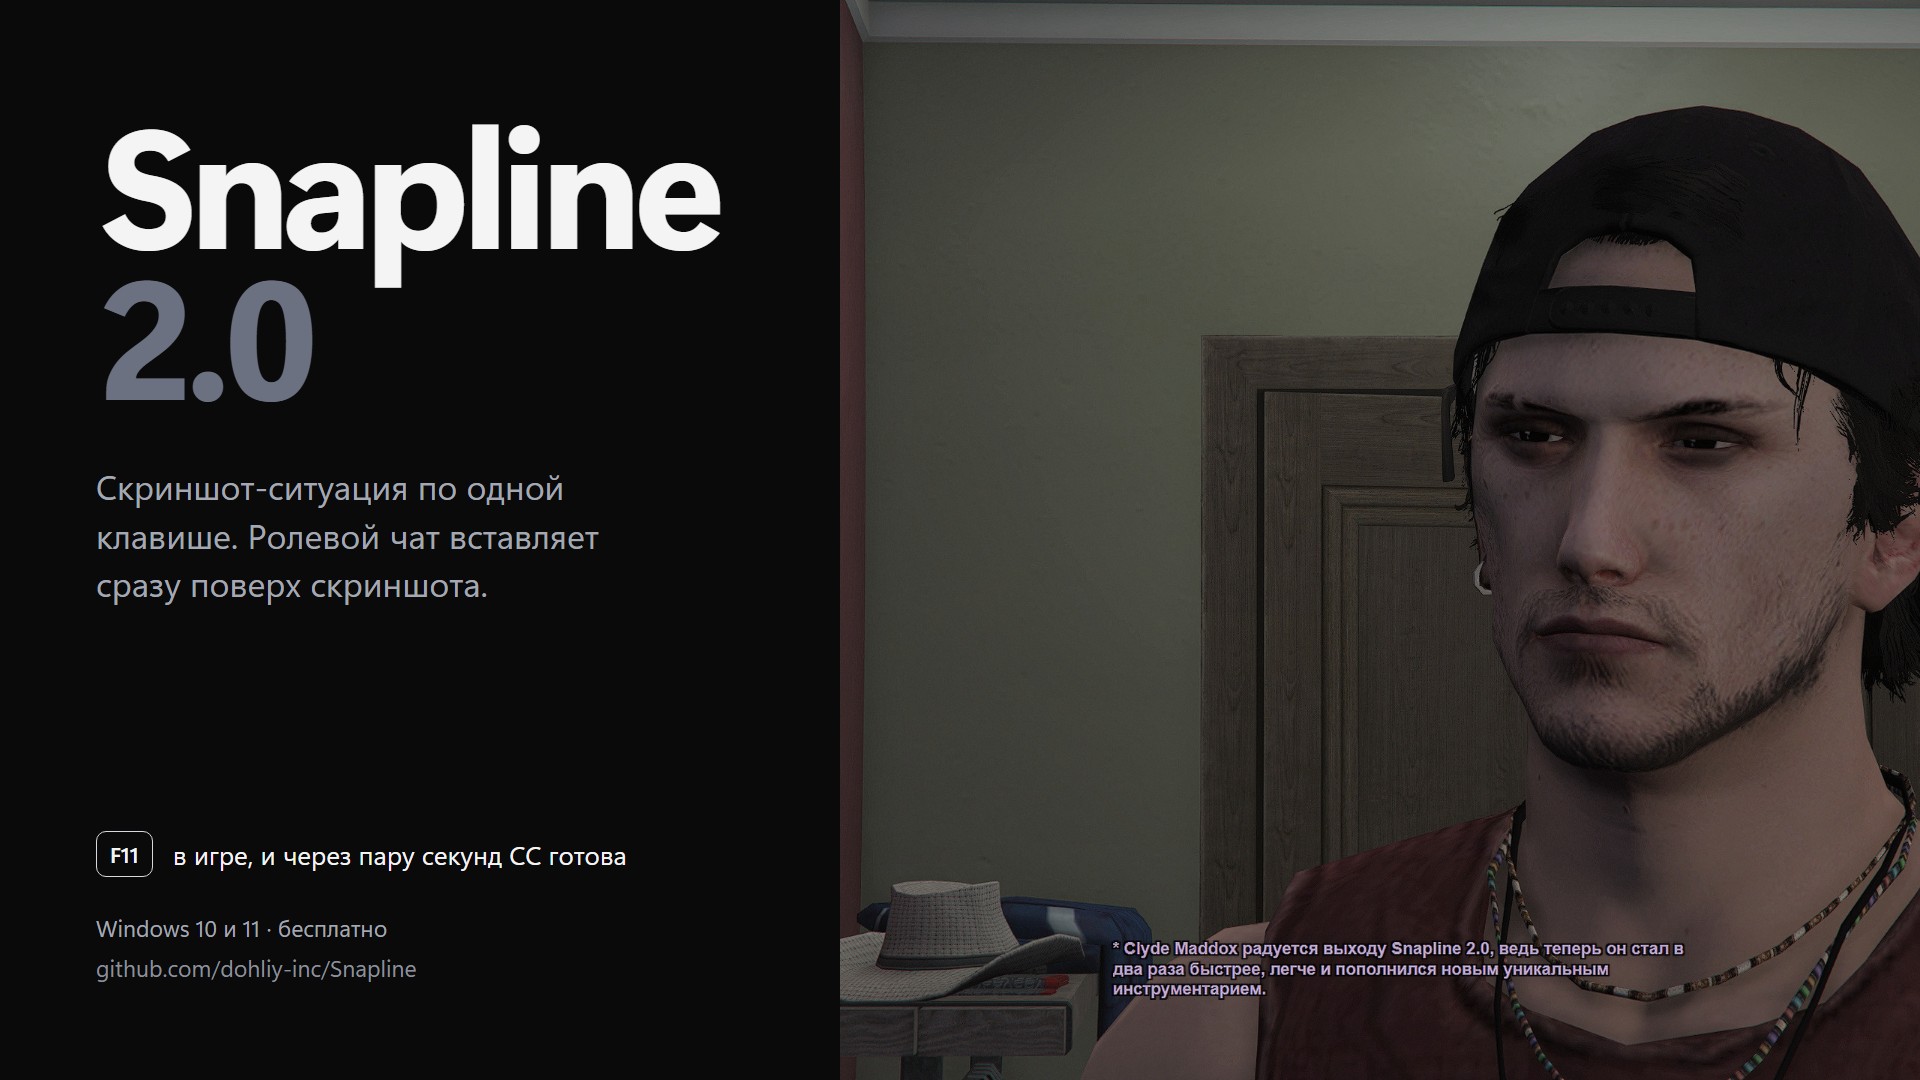 Snapline
2.0
Скриншот-ситуация по одной
клавише. Ролевой чат вставляет
сразу поверх скриншота.
F11 в игре, и через пару секунд СС готова
Windows 10 и 11 · бесплатно
github.com/dohliy-inc/Snapline
* Clyde Maddox радуется выходу Snapline 2.0, ведь теперь он стал в
два раза быстрее, легче и пополнился новым уникальным
инструментарием.